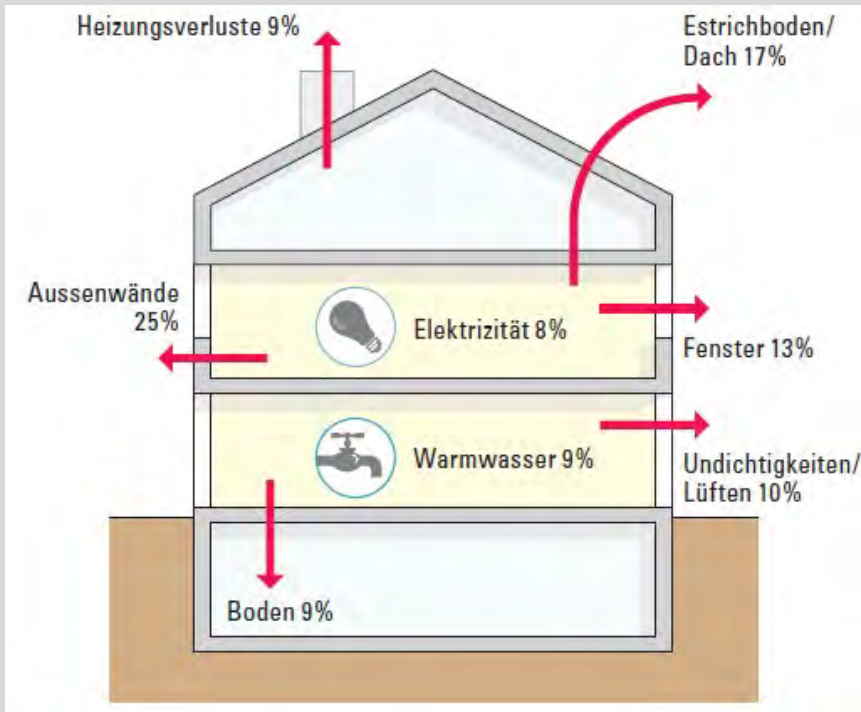 Heizungsverluste 9%
Estrichboden/
Dach 17%
Aussenwände
25%
Elektrizität 8%
Fenster 13%
Warmwasser 9%
Undichtigkeiten/
Lüften 10%
Boden 9%